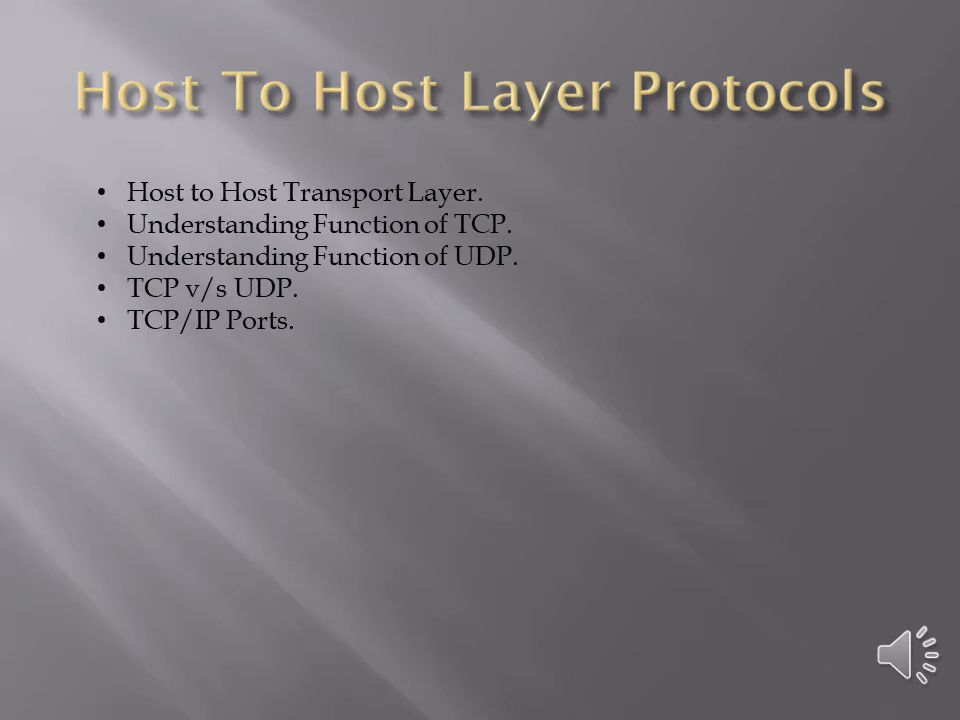 Host To Host Layer Protocols
• Host to Host Transport Layer.
• Understanding Function of TCP.
• Understanding Function of UDP.
• TCP v/s UDP.
• TCP/IP Ports.